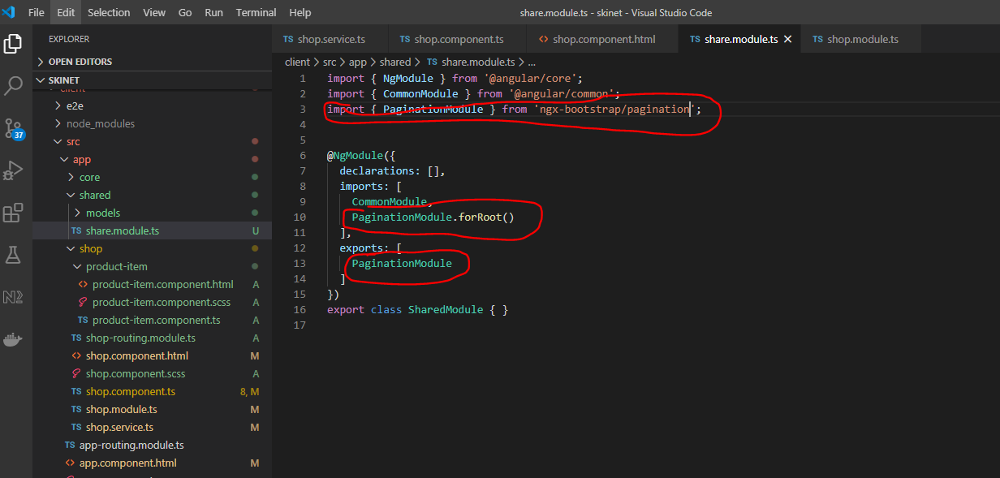 File Edit Selection View Go Run Terminal Help share.module.ts - skinet - Visual Studio Code
EXPLORER
OPEN EDITORS
SKINET
client
e2e
node_modules
src
app
core
shared
models
TS share.module.ts U
shop
product-item
product-item.component.html A
product-item.component.scss A
TS product-item.component.ts A
TS shop-routing.module.ts A
shop.component.html M
shop.component.scss A
TS shop.component.ts 8, M
TS shop.module.ts M
TS shop.service.ts M
TS app-routing.module.ts
app.component.html M
37
TS shop.service.ts TS shop.component.ts shop.component.html TS share.module.ts TS shop.module.ts
client > src > app > shared > TS share.module.ts > ...
1 import { NgModule } from '@angular/core';
2 import { CommonModule } from '@angular/common';
3 import { PaginationModule } from 'ngx-bootstrap/pagination';
4
5
6 @NgModule({
7 declarations: [],
8 imports: [
9 CommonModule,
10 PaginationModule.forRoot()
11 ],
12 exports: [
13 PaginationModule
14 ]
15 })
16 export class SharedModule { }
17